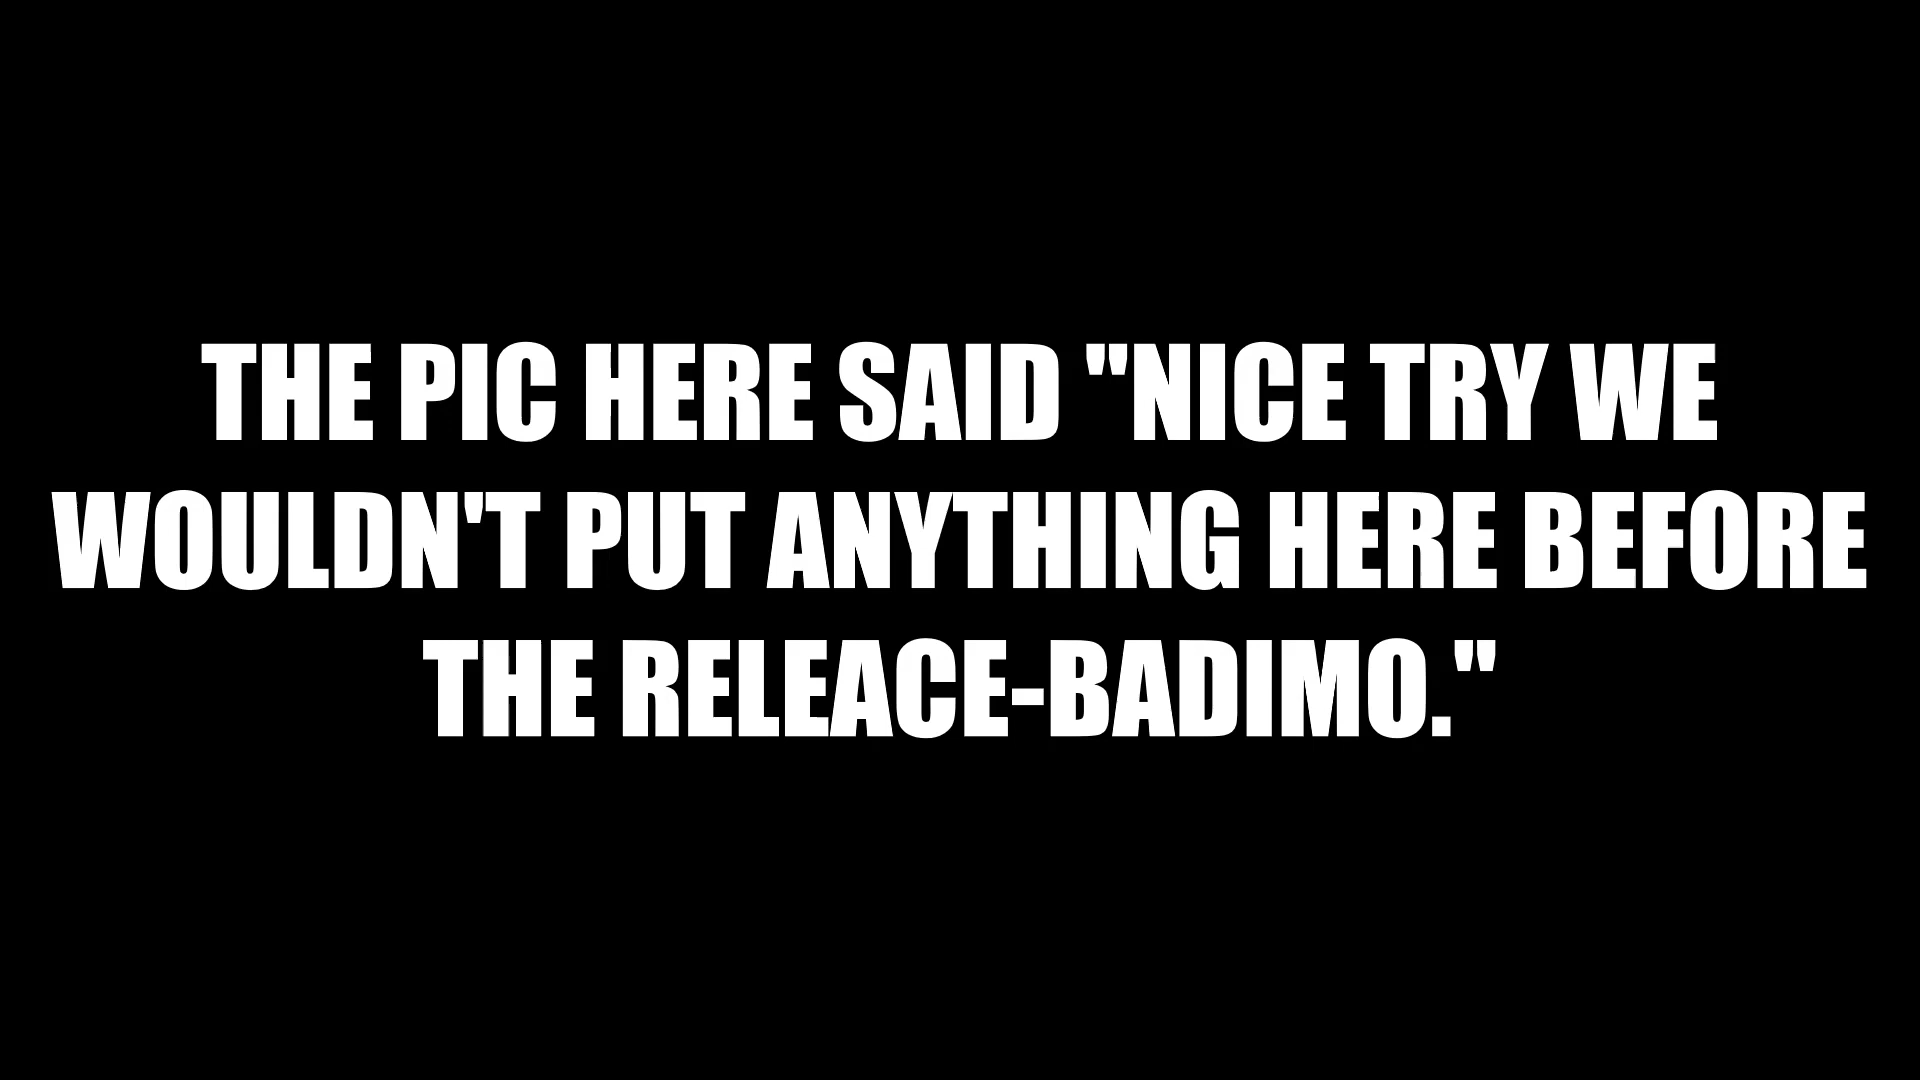 THE PIC HERE SAID "NICE TRY WE
WOULDN'T PUT ANYTHING HERE BEFORE
THE RELEACE-BADIMO."